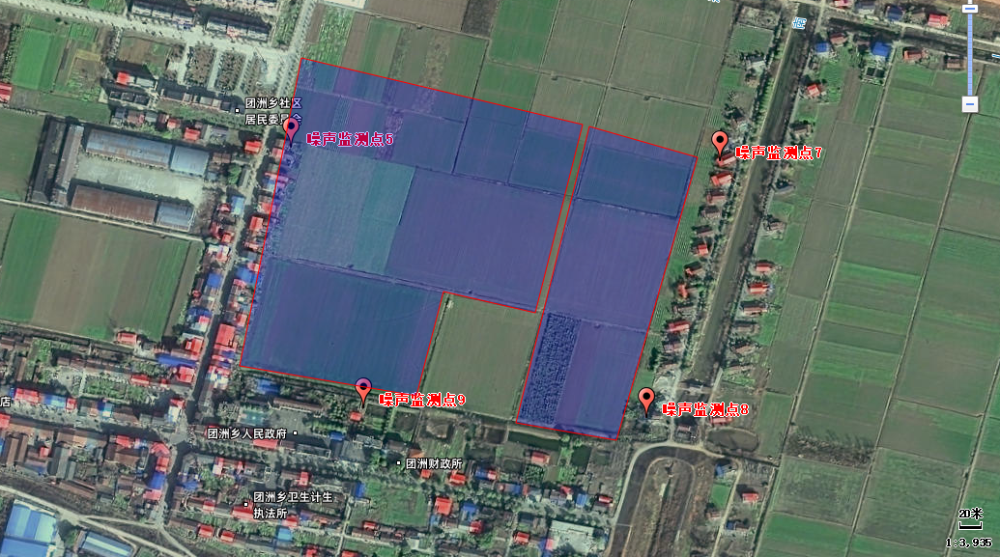 团洲乡社区
居民委员会
噪声监测点5
噪声监测点7
噪声监测点9
噪声监测点8
店
团洲乡人民政府
团洲财政所
团洲乡卫生计生
执法所
20米
1:3,935